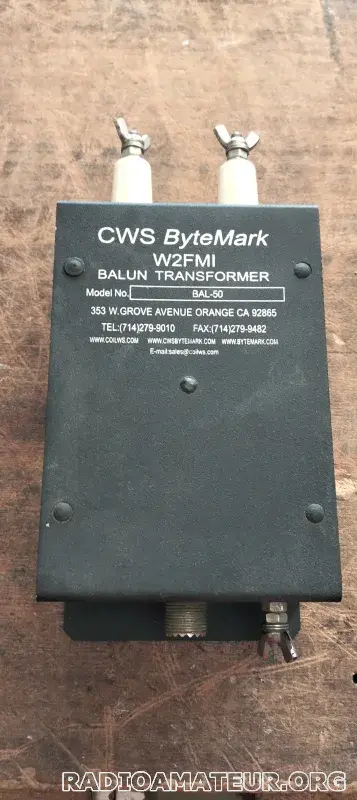 CWS ByteMark
W2FMI
BALUN TRANSFORMER
Model No. BAL-50
353 W.GROVE AVENUE ORANGE CA 92865
TEL:(714)279-9010 FAX:(714)279-9482
WWW.COILWS.COM WWW.CWSBYTEMARK.COM WWW.BYTEMARK.COM
E-mail:sales@coilws.com
RADIOAMATEUR.ORG